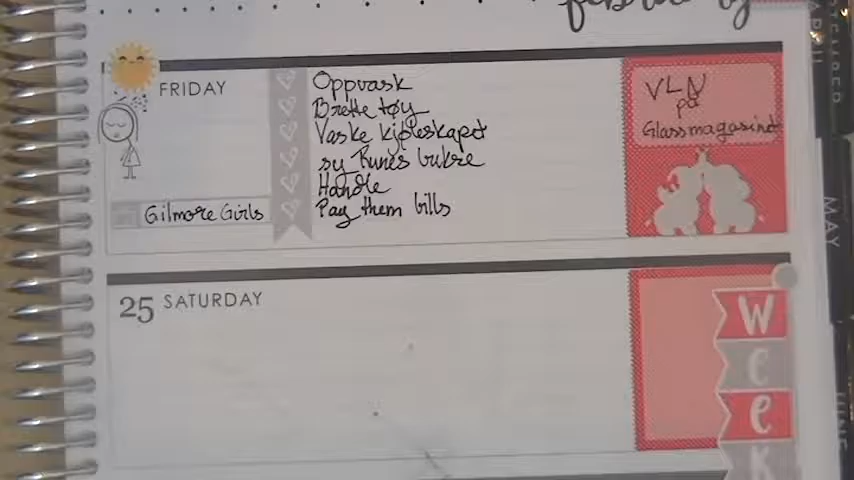 FRIDAY
Oppvask
Brette tøy
Vaske kjøleskapet
sy Runes bukse
Handle
Pay them bills
Gilmore Girls
VLN
på
Glassmagasinet
25 SATURDAY
W
e
e
K
MAY